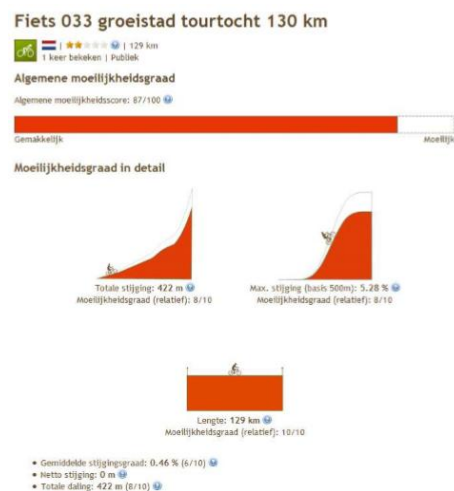 Fiets 033 groeistad tourtocht 130 km
| 129 km
1 keer bekeken | Publiek
Algemene moeilijkheidsgraad
Algemene moeilijkheidsscore: 87/100
Gemakkelijk Moeilijk
Moeilijkheidsgraad in detail
Totale stijging: 422 m Max. stijging (basis 500m): 5.28 %
Moeilijkheidsgraad (relatief): 8/10 Moeilijkheidsgraad (relatief): 8/10
Lengte: 129 km
Moeilijkheidsgraad (relatief): 10/10
• Gemiddelde stijgingsgraad: 0.46 % (6/10)
• Netto stijging: 0 m
• Totale daling: 422 m (8/10)